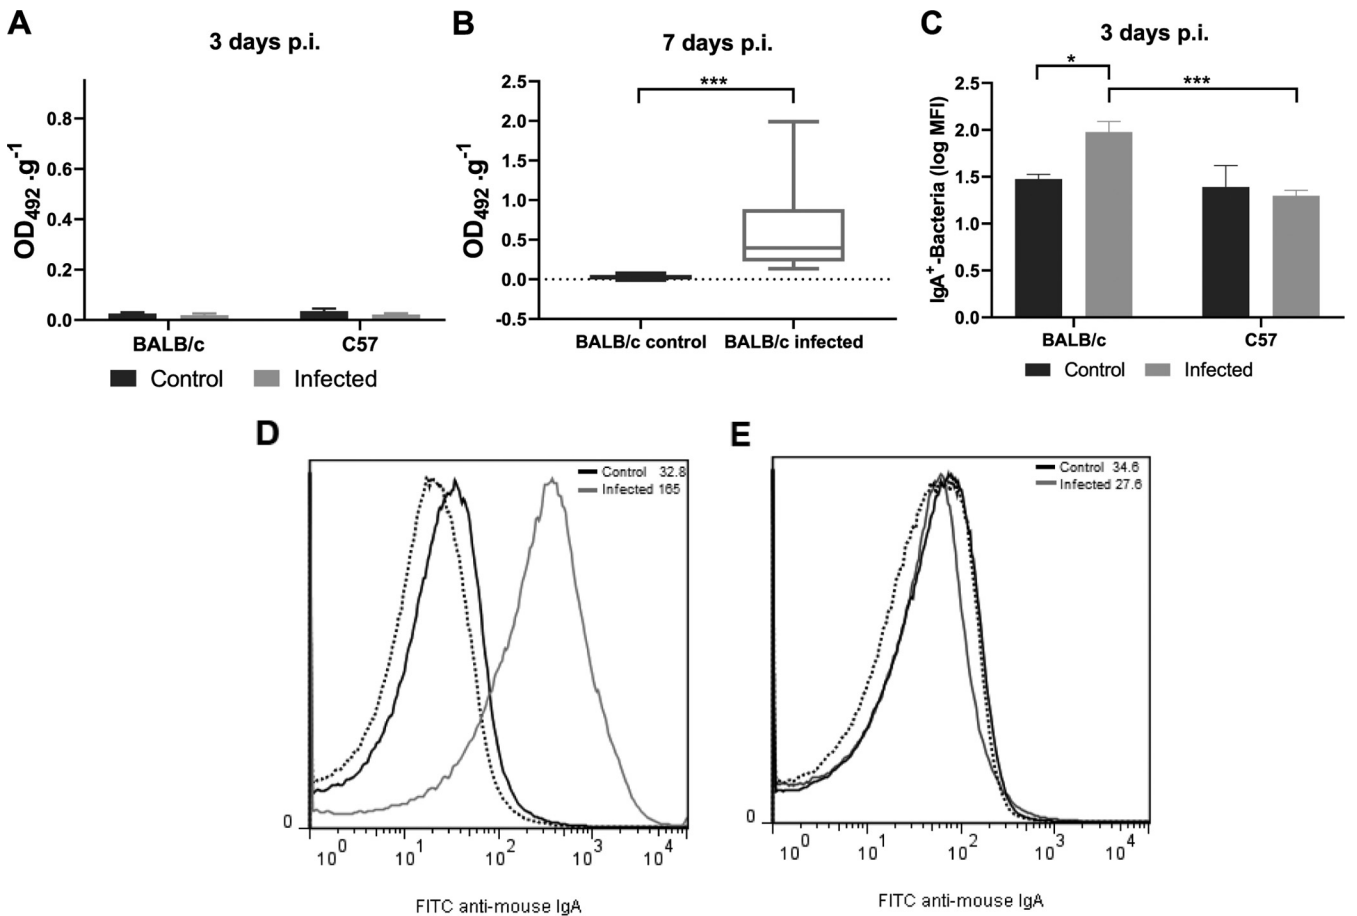 A
3 days p.i.
OD492 .g-1
0.8
0.6
0.4
0.2
0.0
BALB/c
C57
Control
Infected
B
7 days p.i.
***
OD492 .g-1
2.5
2.0
1.5
1.0
0.5
0.0
-0.5
BALB/c control
BALB/c infected
C
3 days p.i.
*
***
IgA+-Bacteria (log MFI)
2.5
2.0
1.5
1.0
0.5
0.0
BALB/c
C57
Control
Infected
D
Control 32.8
Infected 165
0
10^0 10^1 10^2 10^3 10^4
FITC anti-mouse IgA
E
Control 34.6
Infected 27.6
0
10^0 10^1 10^2 10^3 10^4
FITC anti-mouse IgA